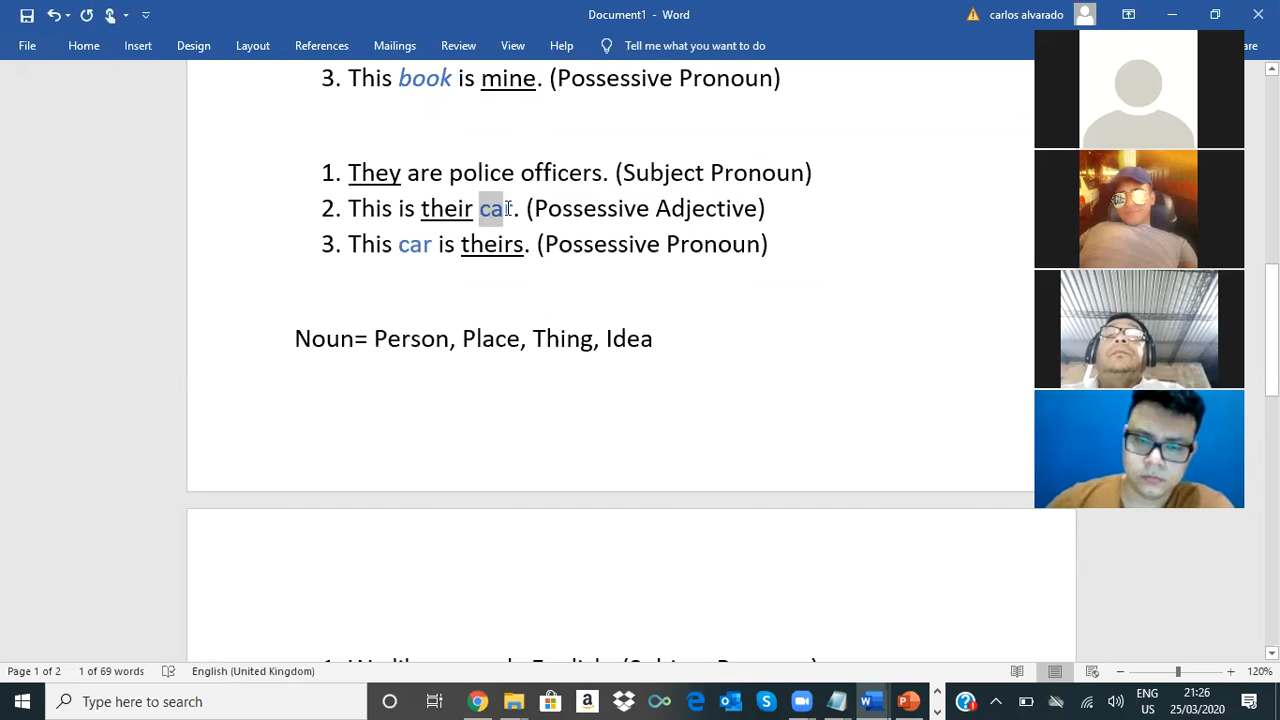 Document1 - Word
carlos alvarado
File Home Insert Design Layout References Mailings Review View Help Tell me what you want to do
3. This book is mine. (Possessive Pronoun)
1. They are police officers. (Subject Pronoun)
2. This is their car. (Possessive Adjective)
3. This car is theirs. (Possessive Pronoun)
Noun= Person, Place, Thing, Idea
Page 1 of 2 1 of 69 words English (United Kingdom) 120%
Type here to search
ENG
US
21:26
25/03/2020